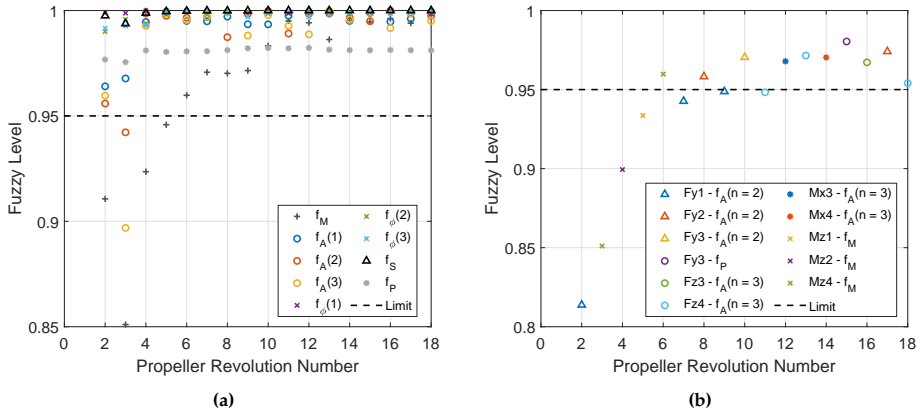 1
0.95
0.9
0.85
Fuzzy Level
0 2 4 6 8 10 12 14 16 18
Propeller Revolution Number
f_M
f_A(1)
f_A(2)
f_A(3)
f_ϕ(1)
f_ϕ(2)
f_ϕ(3)
f_S
f_P
Limit
(a)
1
0.95
0.9
0.85
0.8
Fuzzy Level
0 2 4 6 8 10 12 14 16 18
Propeller Revolution Number
Fy1 - f_A(n = 2)
Fy2 - f_A(n = 2)
Fy3 - f_A(n = 2)
Fy3 - f_P
Fz3 - f_A(n = 3)
Fz4 - f_A(n = 3)
Mx3 - f_A(n = 3)
Mx4 - f_A(n = 3)
Mz1 - f_M
Mz2 - f_M
Mz4 - f_M
Limit
(b)